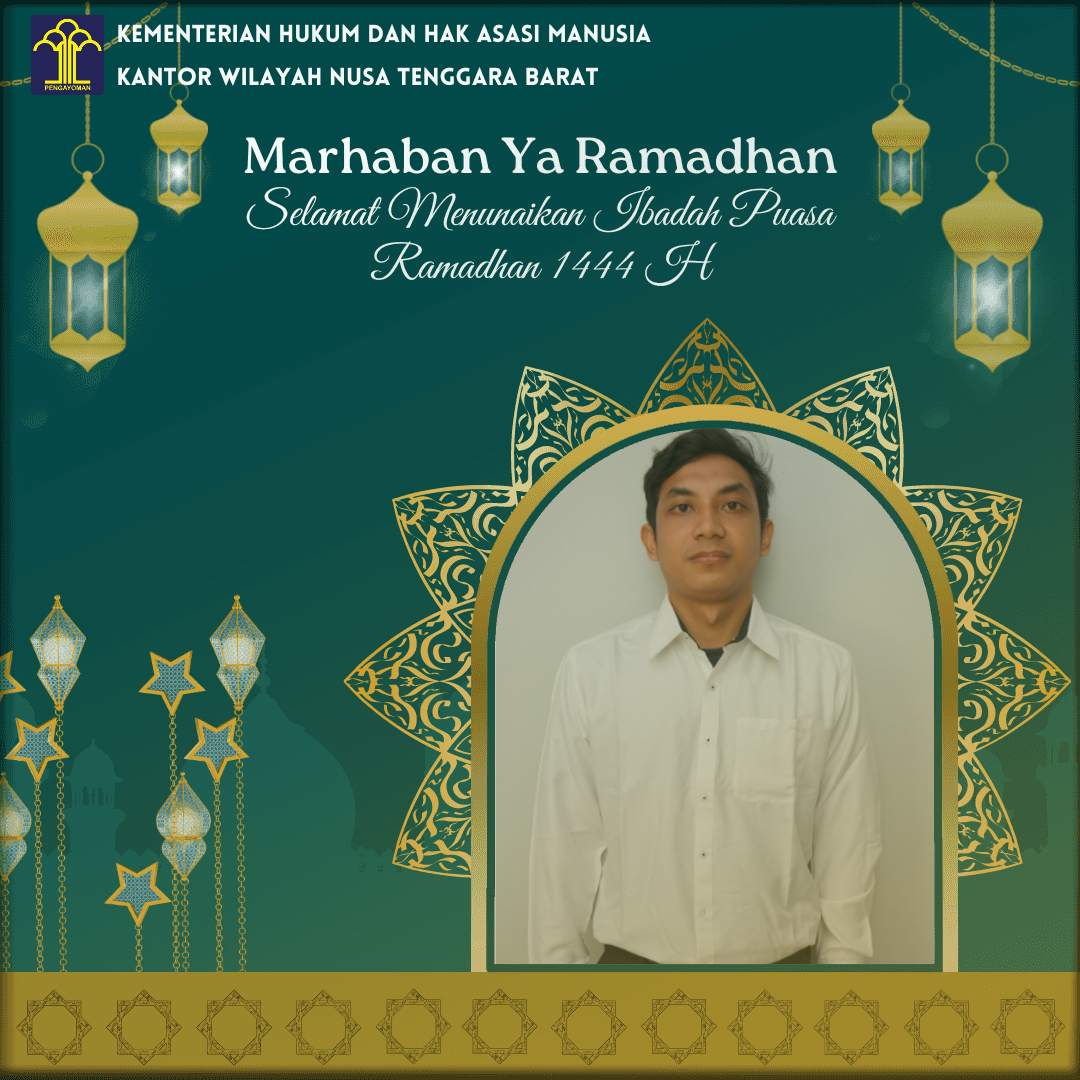 KEMENTERIAN HUKUM DAN HAK ASASI MANUSIA
KANTOR WILAYAH NUSA TENGGARA BARAT
PENGAYOMAN
Marhaban Ya Ramadhan
Selamat Menunaikan Ibadah Puasa
Ramadhan 1444 H